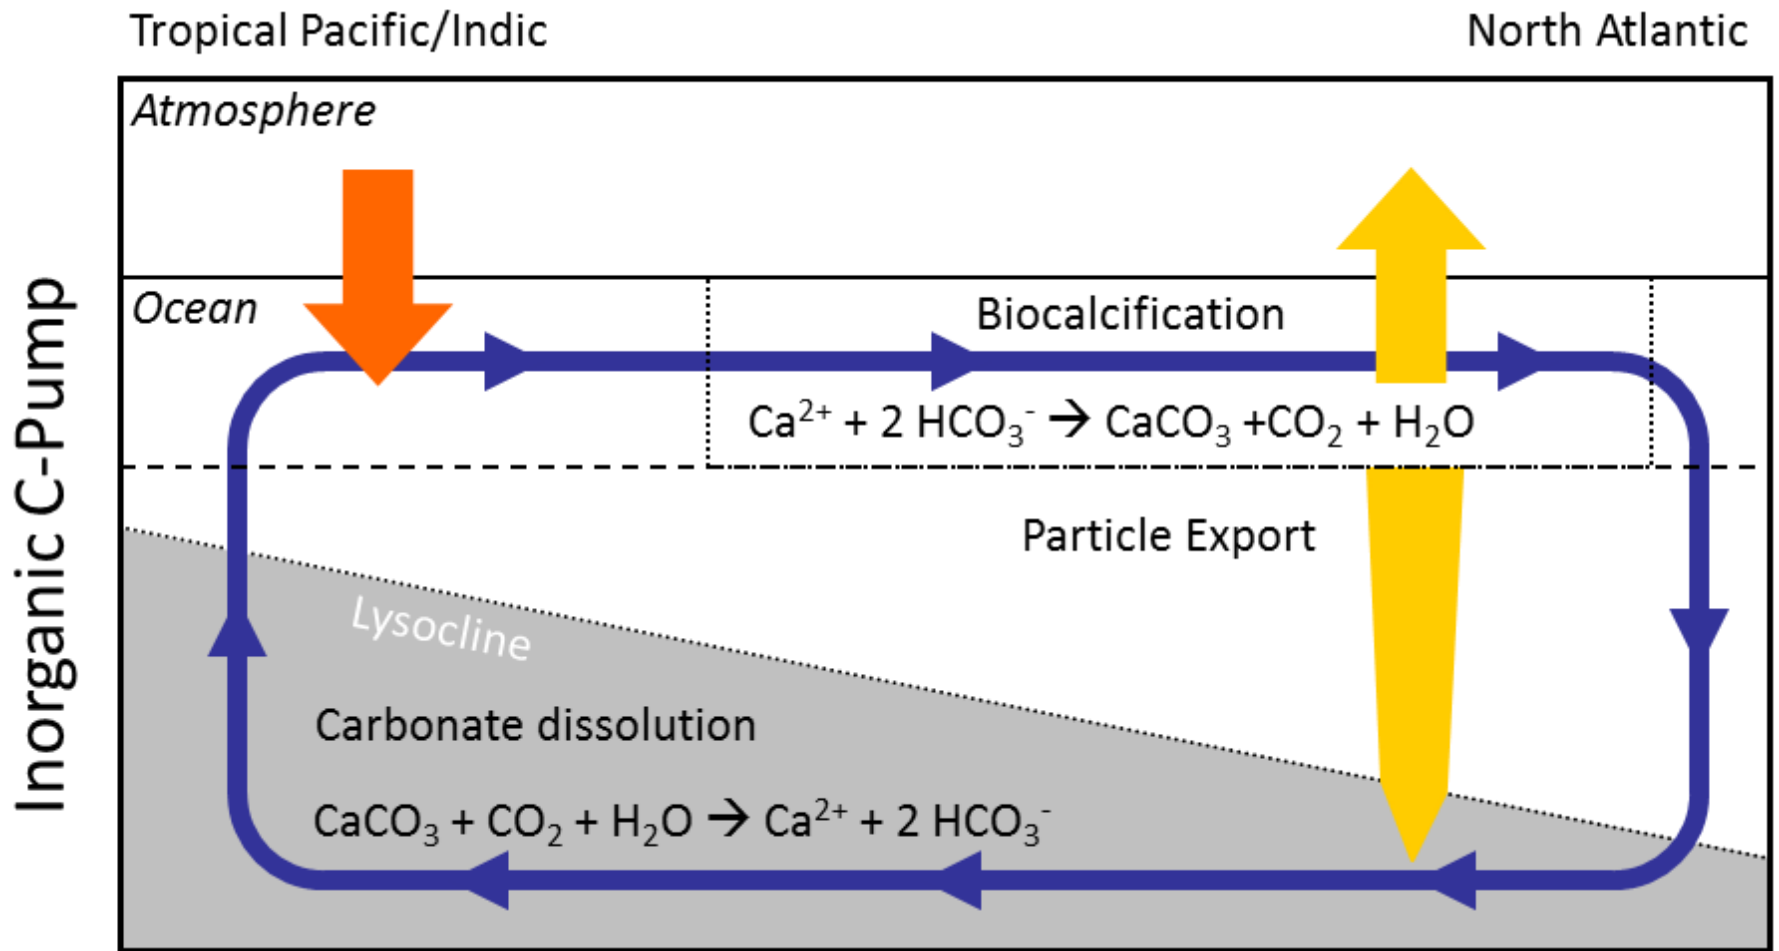 Tropical Pacific/Indic
North Atlantic
Atmosphere
Inorganic C-Pump
Ocean
Biocalcification
Ca²⁺ + 2 HCO₃⁻ → CaCO₃ +CO₂ + H₂O
Particle Export
Lysocline
Carbonate dissolution
CaCO₃ + CO₂ + H₂O → Ca²⁺ + 2 HCO₃⁻